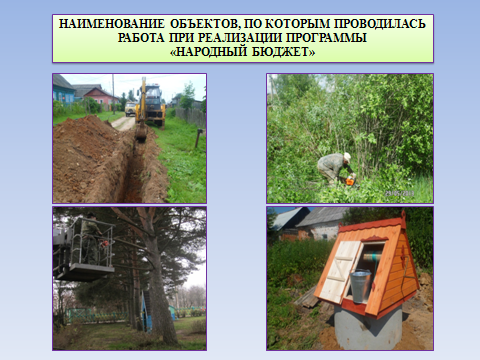 НАИМЕНОВАНИЕ ОБЪЕКТОВ, ПО КОТОРЫМ ПРОВОДИЛАСЬ
РАБОТА ПРИ РЕАЛИЗАЦИИ ПРОГРАММЫ
«НАРОДНЫЙ БЮДЖЕТ»